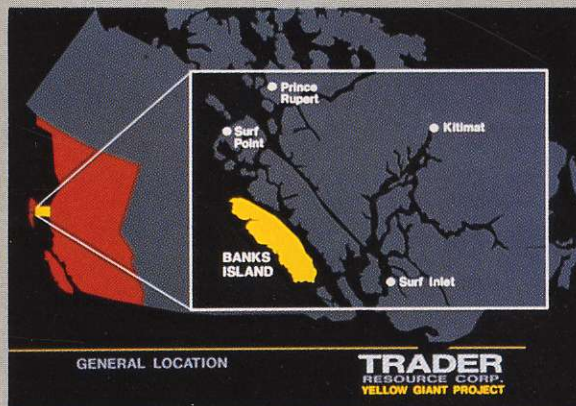 Prince
Rupert
Surf
Point
Kitimat
BANKS
ISLAND
Surf Inlet
GENERAL LOCATION
TRADER
RESOURCE CORP.
YELLOW GIANT PROJECT